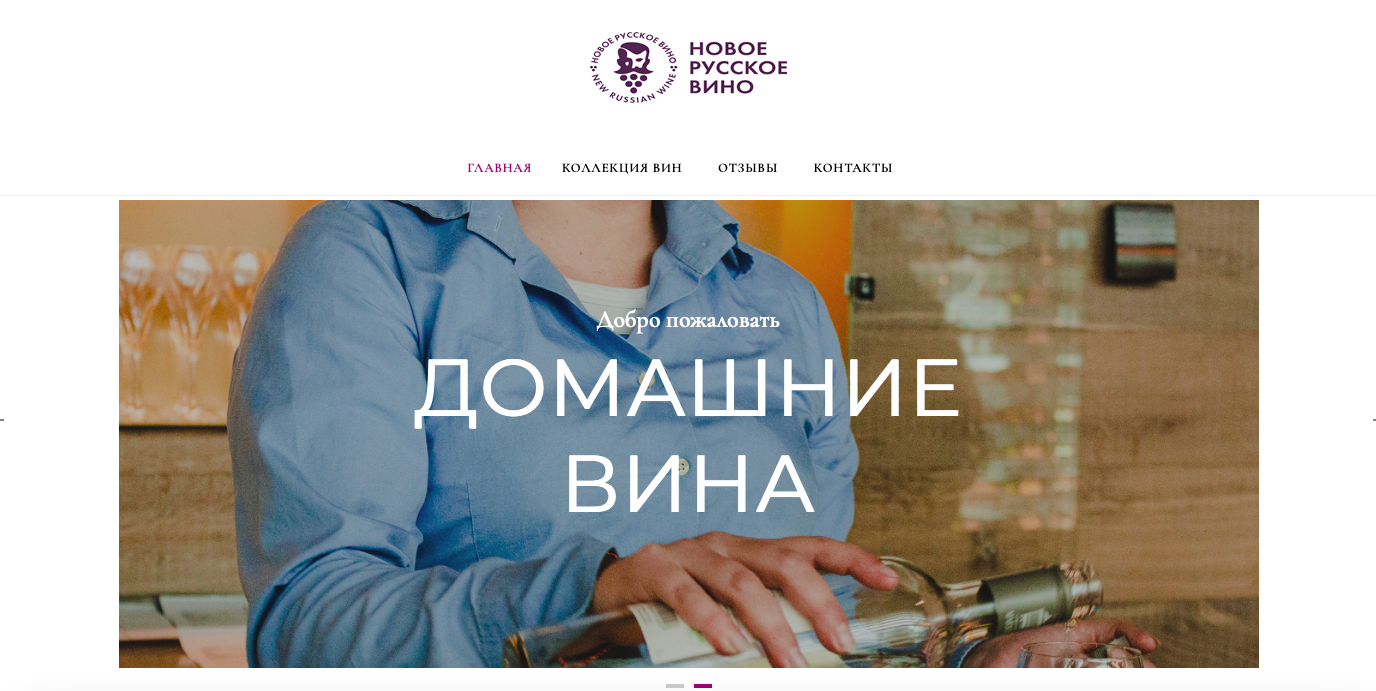 НОВОЕ РУССКОЕ ВИНО
NEW RUSSIAN WINE
НОВОЕ
РУССКОЕ
ВИНО
ГЛАВНАЯ КОЛЛЕКЦИЯ ВИН ОТЗЫВЫ КОНТАКТЫ
Добро пожаловать
ДОМАШНИЕ
ВИНА